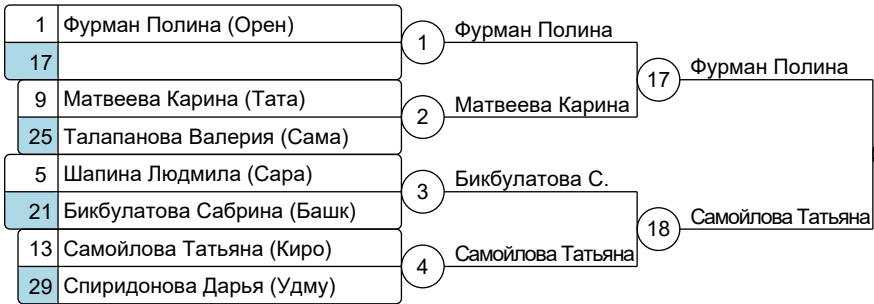 1 Фурман Полина (Орен)
17
9 Матвеева Карина (Тата)
25 Талапанова Валерия (Сама)
5 Шапина Людмила (Сара)
21 Бикбулатова Сабрина (Башк)
13 Самойлова Татьяна (Киро)
29 Спиридонова Дарья (Удму)
1 Фурман Полина
2 Матвеева Карина
3 Бикбулатова С.
4 Самойлова Татьяна
17 Фурман Полина
18 Самойлова Татьяна